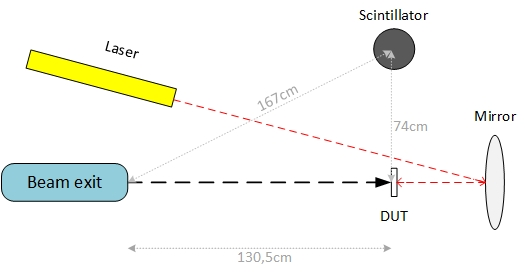 Scintillator
Laser
167cm
74cm
Mirror
Beam exit
DUT
130,5cm